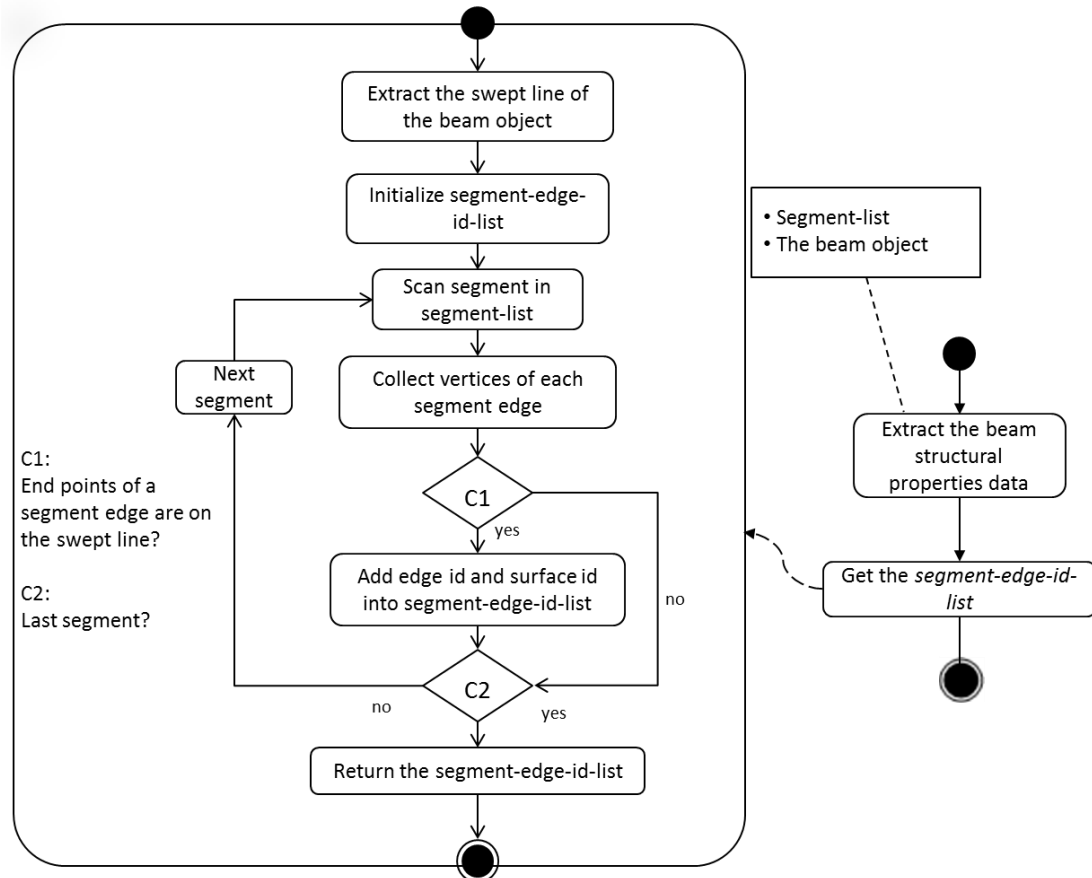 Extract the swept line of
the beam object
Initialize segment-edge-
id-list
Scan segment in
segment-list
Next
segment
Collect vertices of each
segment edge
C1:
End points of a
segment edge are on
the swept line?
C2:
Last segment?
C1
yes
no
Add edge id and surface id
into segment-edge-id-list
C2
no
yes
Return the segment-edge-id-list
• Segment-list
• The beam object
Extract the beam
structural
properties data
Get the segment-edge-id-
list